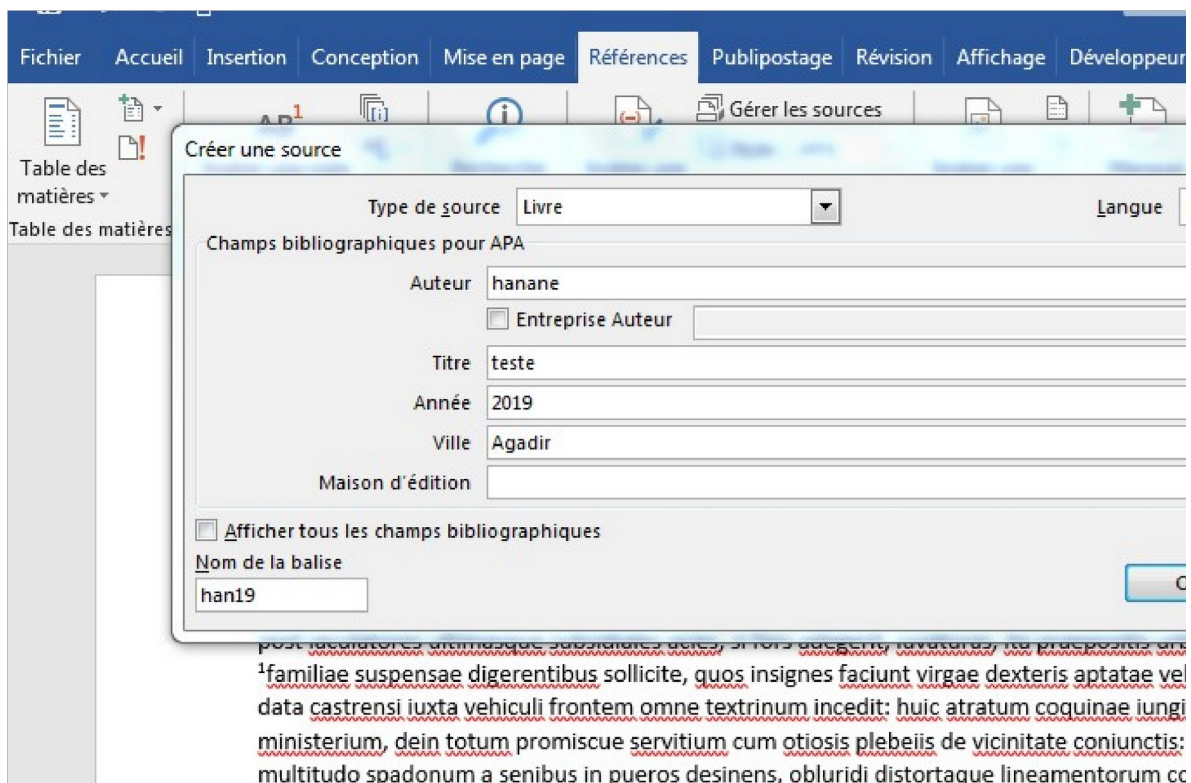 Fichier Accueil Insertion Conception Mise en page Références Publipostage Révision Affichage Développeur
Gérer les sources
Table des
matières
Table des matières
Créer une source
Type de source Livre Langue
Champs bibliographiques pour APA
Auteur hanane
Entreprise Auteur
Titre teste
Année 2019
Ville Agadir
Maison d'édition
Afficher tous les champs bibliographiques
Nom de la balise
han19
¹familiae suspensae digerentibus sollicite, quos insignes faciunt virgae dexteris aptatae vel
data castrensi iuxta vehiculi frontem omne textrinum incedit: huic atratum coquinae iungi
ministerium, dein totum promiscue servitium cum otiosis plebeiis de vicinitate coniunctis:
multitudo spadonum a senibus in pueros desinens, obluridi distortaque lineamentorum co